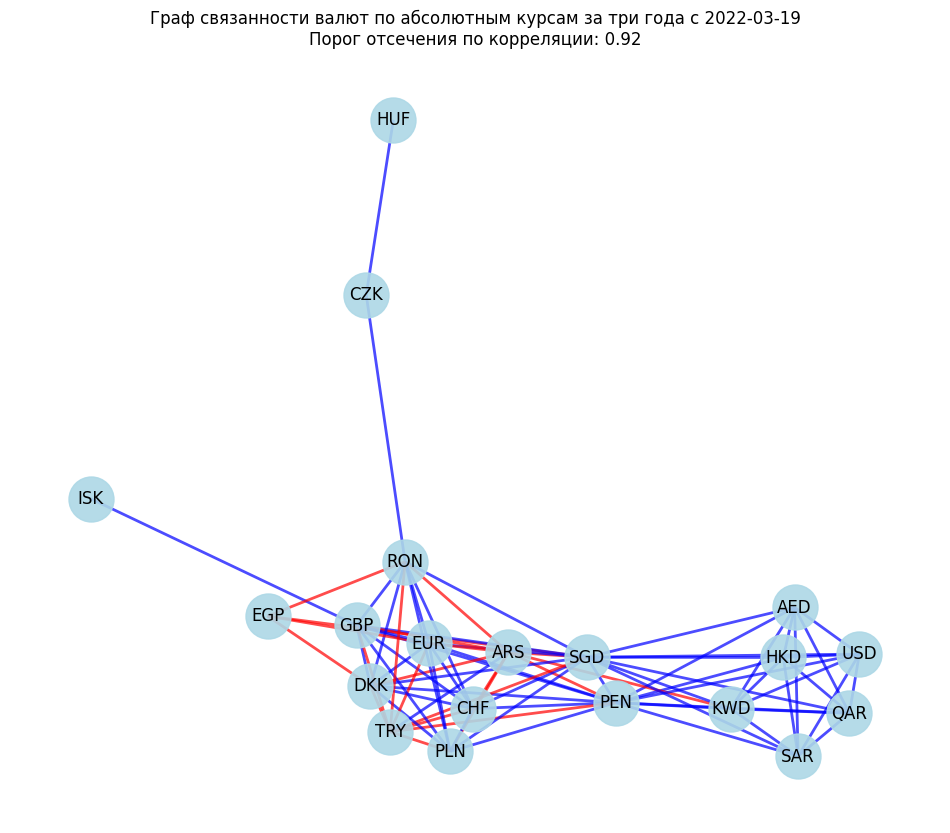 Граф связанности валют по абсолютным курсам за три года с 2022-03-19
Порог отсечения по корреляции: 0.92
HUF
CZK
ISK
RON
EGP
GBP
EUR
ARS
SGD
AED
HKD
USD
DKK
CHF
PEN
KWD
QAR
TRY
PLN
SAR